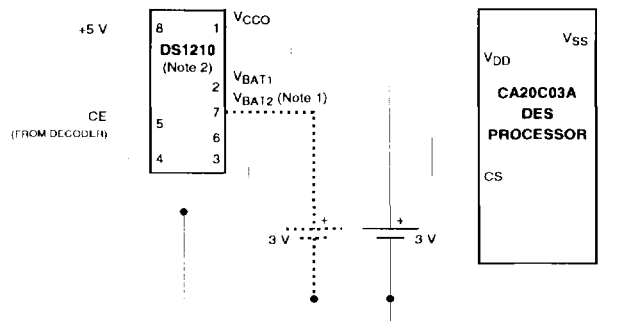 +5 V
8
1
VCCO
DS1210
(Note 2)
2
VBAT1
7
VBAT2 (Note 1)
CE
(FROM DECODER)
5
6
4
3
+
3 V
+
3 V
VSS
VDD
CA20C03A
DES
PROCESSOR
CS